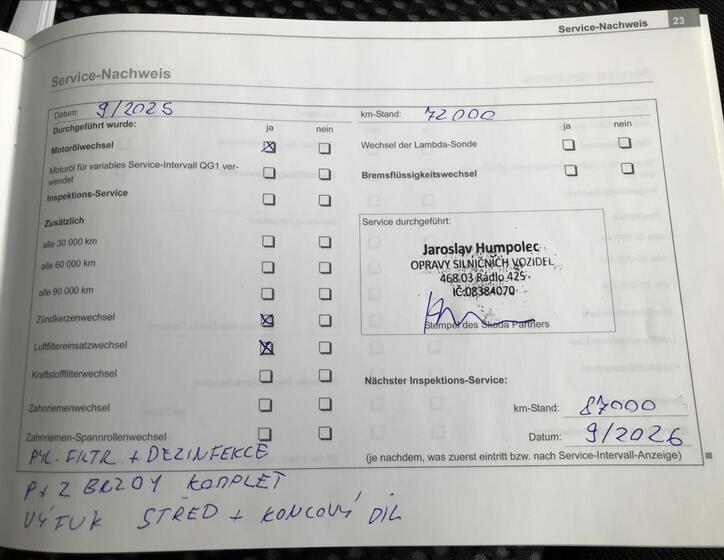 Service-Nachweis 23
Service-Nachweis
Datum: 9/2025 km-Stand: 72000
Durchgeführt wurde: ja nein ja nein
Motorölwechsel Wechsel der Lambda-Sonde
Motoröl für variables Service-Intervall QG1 ver-
wendet Bremsflüssigkeitswechsel
Inspektions-Service
Zusätzlich Service durchgeführt:
alle 30 000 km
alle 60 000 km
alle 90 000 km
Jaroslav Humpolec
OPRAVY SILNIČNÍCH VOZIDEL
468 03 Rádlo 425
IČ:08384070
Stempel des Škoda Partners
Zündkerzenwechsel
Luftfiltereinsatzwechsel
Kraftstofffilterwechsel
Zahnriemenwechsel
Zahnriemen-Spannrollenwechsel
Nächster Inspektions-Service:
km-Stand: 87000
Datum: 9/2026
(je nachdem, was zuerst eintritt bzw. nach Service-Intervall-Anzeige)
PYL. FILTR + DEZINFEKCE
P+Z BRZDY KOMPLET
VÝFUK STŘED + KONCOVÝ DÍL